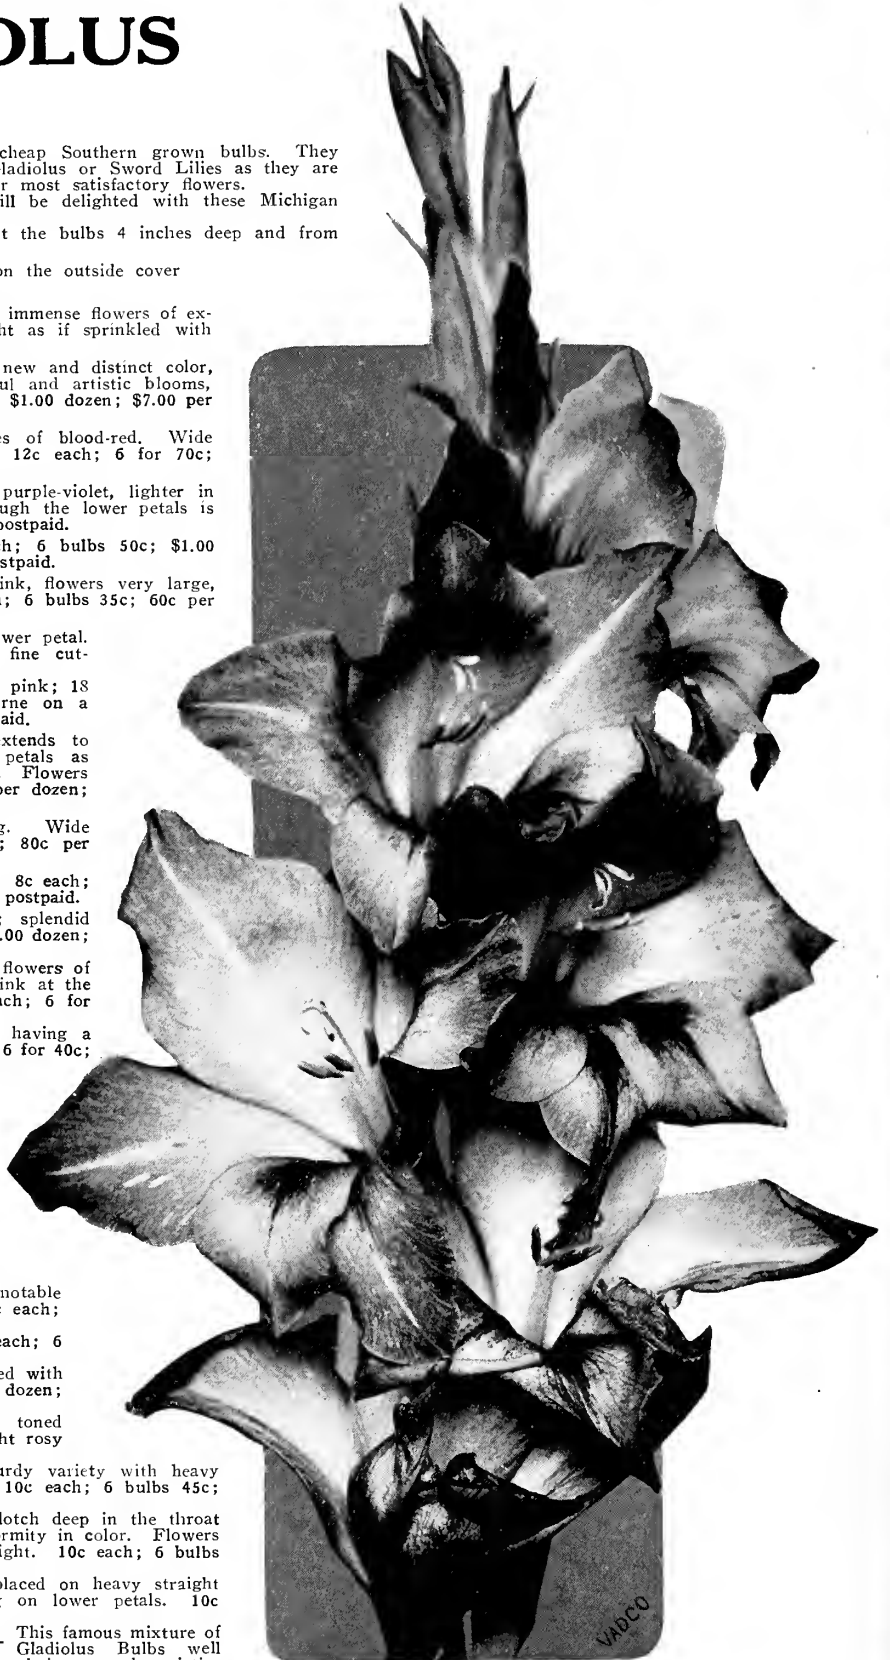 OLUS
cheap Southern grown bulbs. They
ladiolus or Sword Lilies as they are
r most satisfactory flowers.
ill be delighted with these Michigan
t the bulbs 4 inches deep and from
on the outside cover
immense flowers of ex-
ht as if sprinkled with
new and distinct color,
ul and artistic blooms,
$1.00 dozen; $7.00 per
es of blood-red. Wide
12c each; 6 for 70c;
purple-violet, lighter in
ugh the lower petals is
postpaid.
h; 6 bulbs 50c; $1.00
stpaid.
ink, flowers very large,
; 6 bulbs 35c; 60c per
wer petal.
fine cut-
pink; 18
rne on a
aid.
xtends to
petals as
Flowers
per dozen;
g. Wide
; 80c per
8c each;
postpaid.
; splendid
.00 dozen;
flowers of
ink at the
ach; 6 for
having a
6 for 40c;
notable
c each;
each; 6
ed with
dozen;
toned
ht rosy
urdy variety with heavy
10c each; 6 bulbs 45c;
lotch deep in the throat
ormity in color. Flowers
ight. 10c each; 6 bulbs
placed on heavy straight
g on lower petals. 10c
This famous mixture of
Gladiolus Bulbs well
VADCO